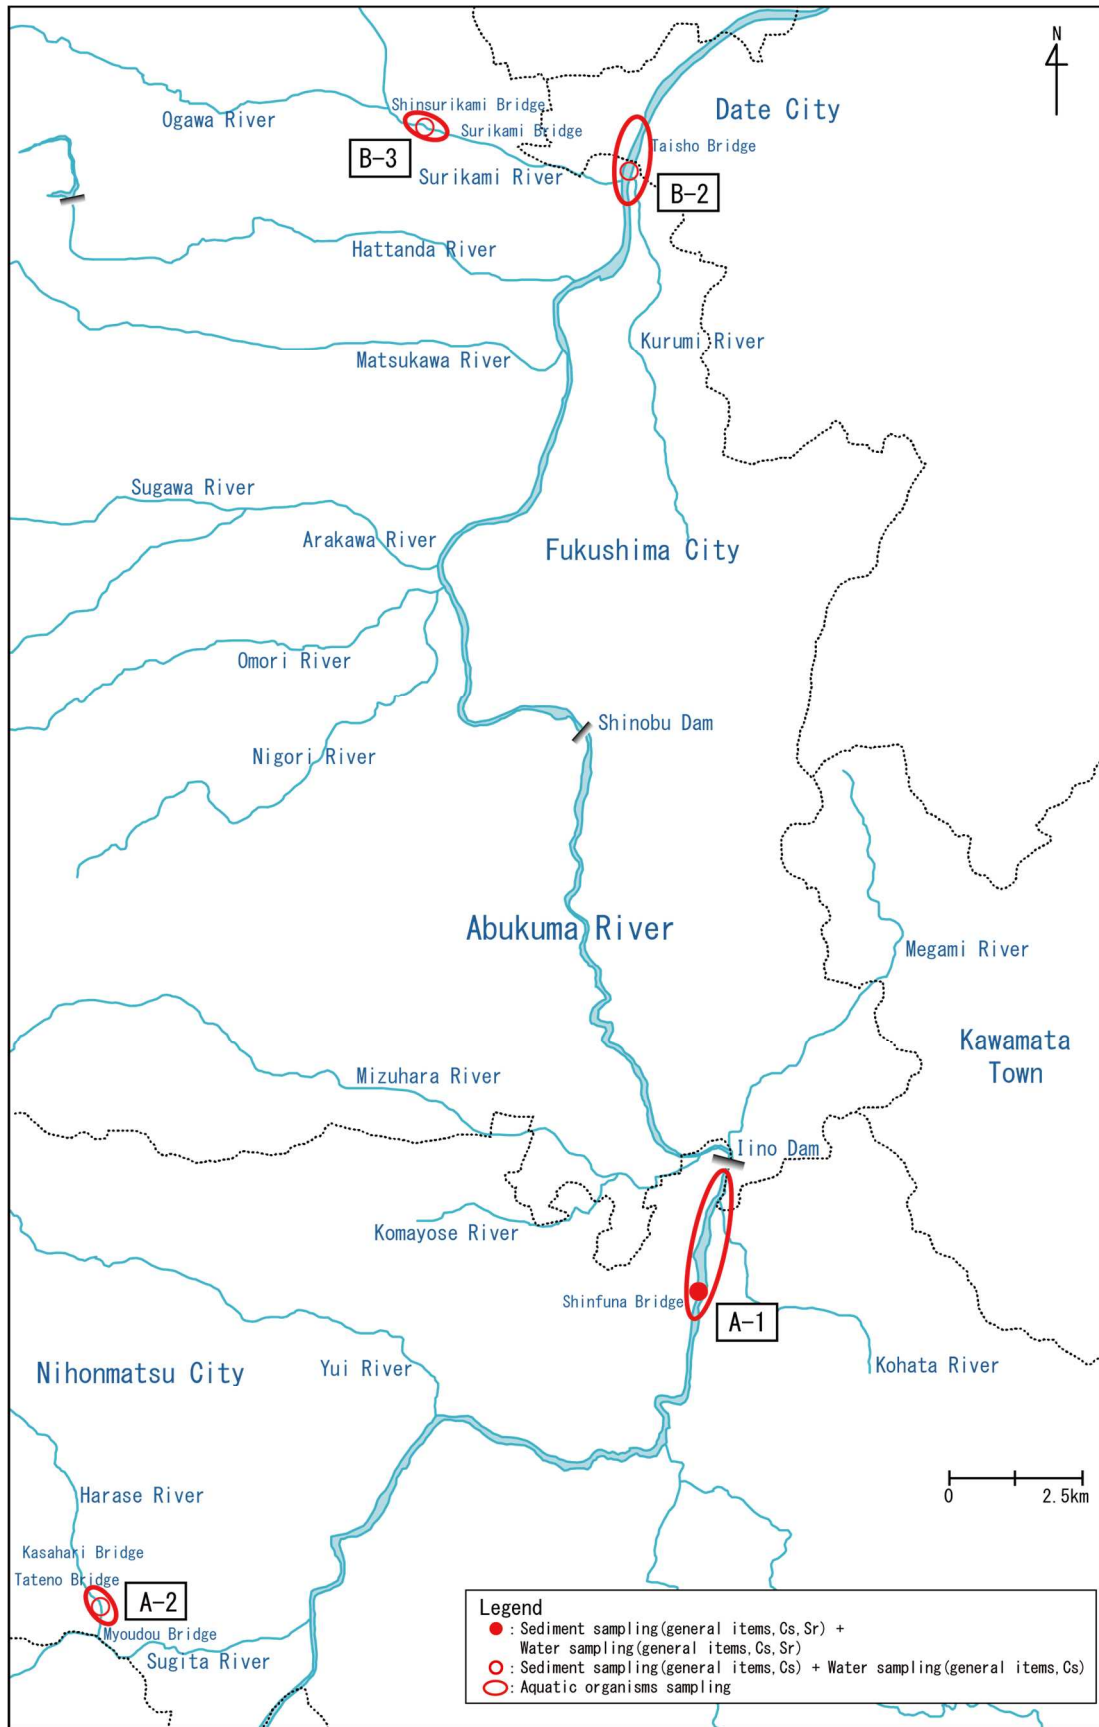 N
Date City
Shinsurikami Bridge
Ogawa River
Surikami Bridge
Taisho Bridge
B-3
Surikami River
B-2
Hattanda River
Kurumi River
Matsukawa River
Sugawa River
Arakawa River
Fukushima City
Omori River
Shinobu Dam
Nigori River
Abukuma River
Megami River
Kawamata
Town
Mizuhara River
Iino Dam
Komayose River
Shinfuna Bridge
A-1
Nihonmatsu City
Yui River
Kohata River
Harase River
0 2.5km
Kasahari Bridge
Tateno Bridge
A-2
Myoudou Bridge
Sugita River
Legend
: Sediment sampling(general items,Cs,Sr) +
Water sampling(general items,Cs,Sr)
: Sediment sampling(general items,Cs) + Water sampling(general items,Cs)
: Aquatic organisms sampling